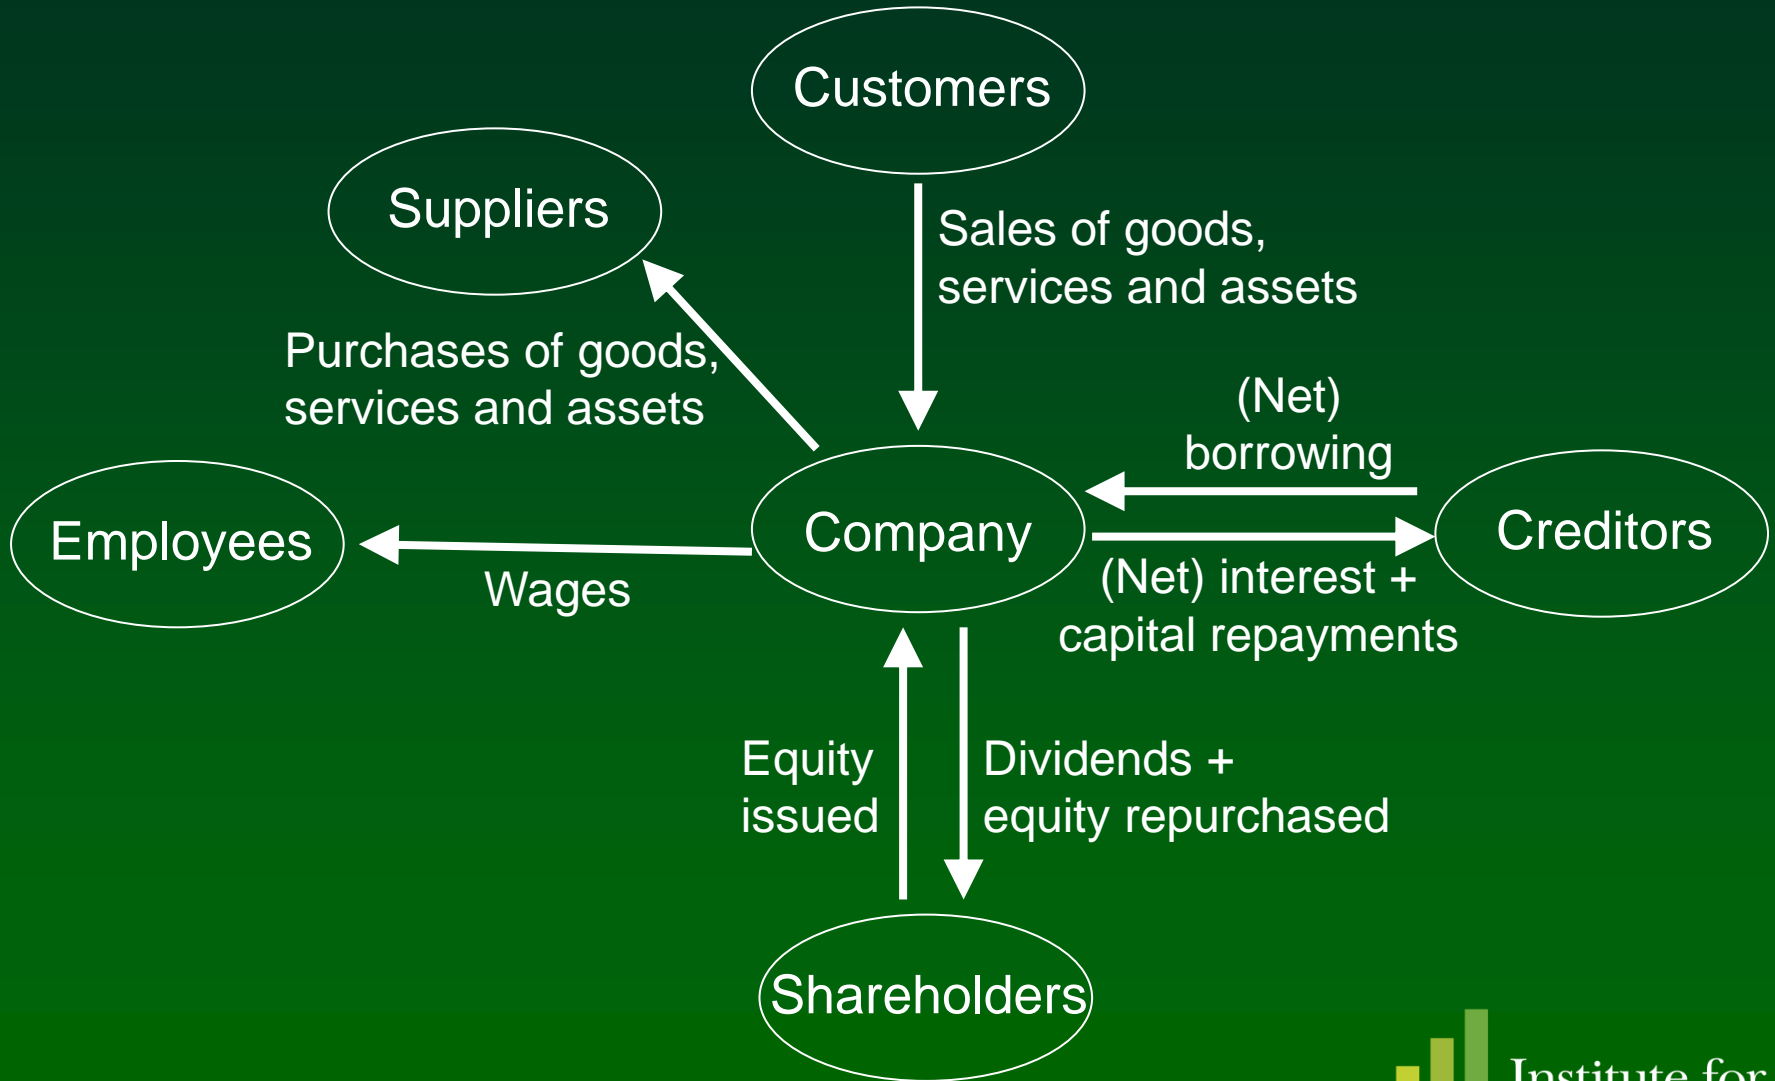 Customers
Suppliers
Sales of goods,
services and assets
Purchases of goods,
services and assets
(Net)
borrowing
Employees
Company
Creditors
Wages
(Net) interest +
capital repayments
Equity
issued
Dividends +
equity repurchased
Shareholders
Institute for